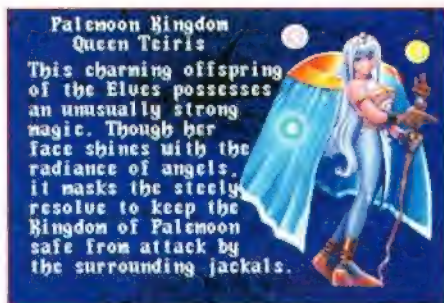 Palemoon Kingdom
Queen Teiris
This charming offspring
of the Elves possesses
an unusually strong
magic. Though her
face shines with the
radiance of angels,
it masks the steely
resolve to keep the
Kingdom of Palemoon
safe from attack by
the surrounding jackals.